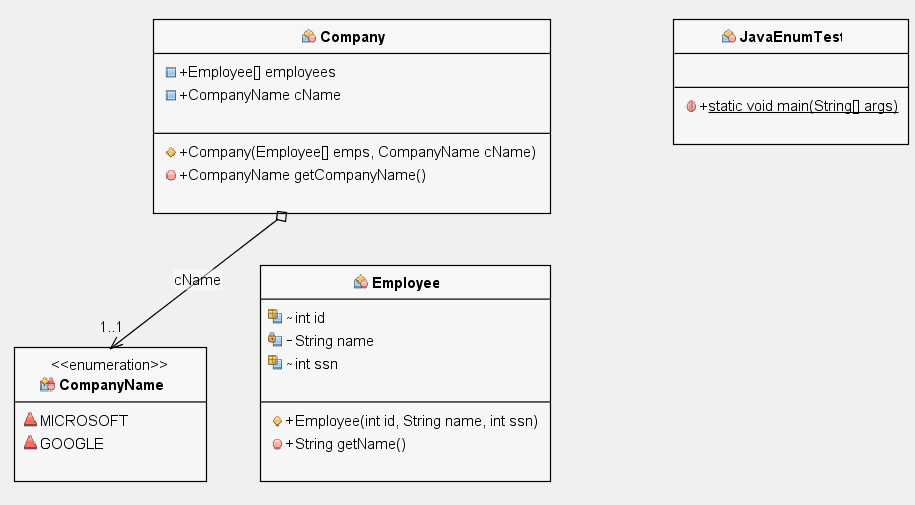 Company
+Employee[] employees
+CompanyName cName
+Company(Employee[] emps, CompanyName cName)
+CompanyName getCompanyName()
JavaEnumTest
+static void main(String[] args)
cName
1..1
<<enumeration>>
CompanyName
MICROSOFT
GOOGLE
Employee
~int id
-String name
~int ssn
+Employee(int id, String name, int ssn)
+String getName()